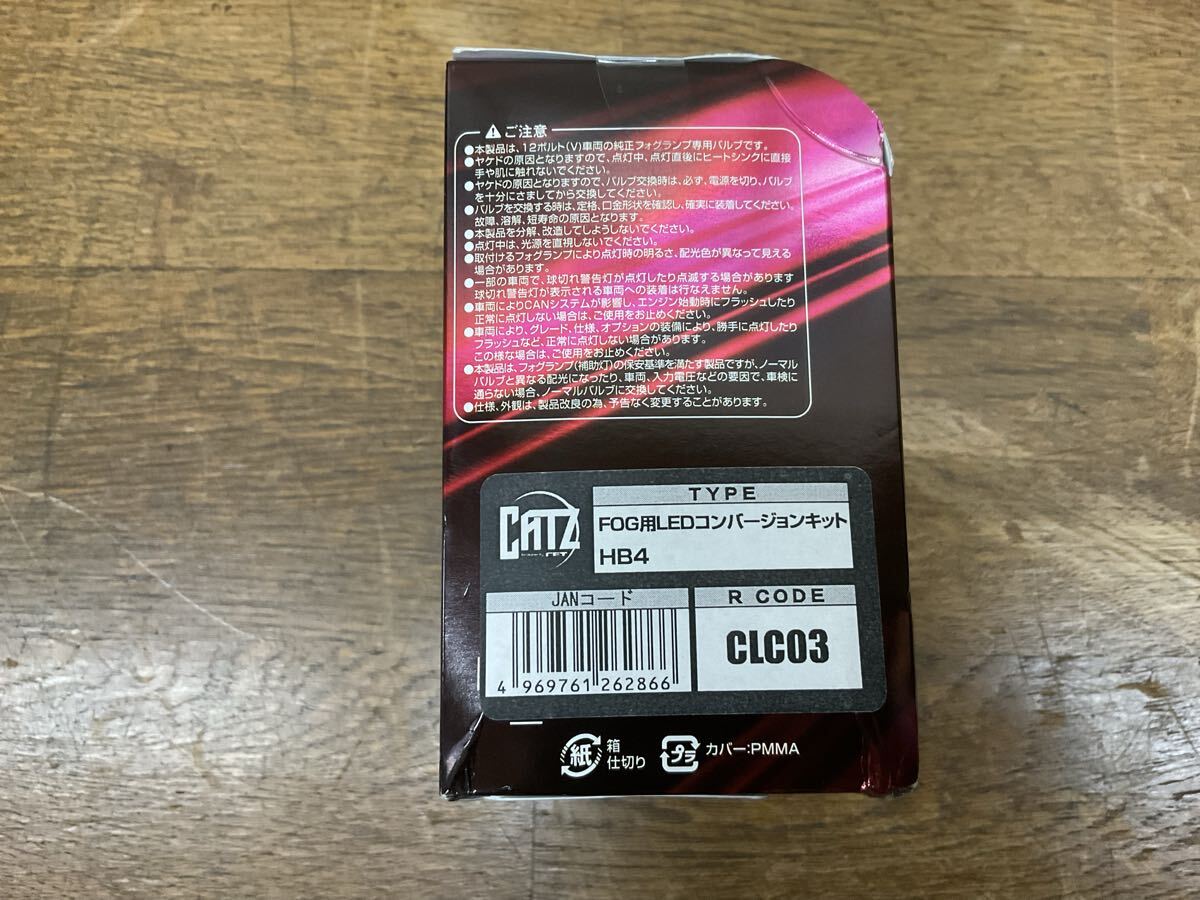 ご注意
●本製品は、12ボルト(V)車両の純正フォグランプ専用バルブです。
●ヤケドの原因となりますので、点灯中、点灯直後にヒートシンクに直接
手や肌に触れないでください。
●ヤケドの原因となりますので、バルブ交換時は、必ず、電源を切り、バルブ
を十分にさましてから交換してください。
●バルブを交換する時は、定格、口金形状を確認し、確実に装着してください。
故障、溶解、短寿命の原因となります。
●本製品を分解、改造してしようしないでください。
●点灯中は、光源を直視しないでください。
●取付けるフォグランプにより点灯時の明るさ、配光色が異なって見える
場合があります。
●一部の車両で、球切れ警告灯が点灯したり点滅する場合があります
球切れ警告灯が表示される車両への装着は行なえません。
●車両によりCANシステムが影響し、エンジン始動時にフラッシュしたり
正常に点灯しない場合は、ご使用をお止めください。
●車両により、グレード、仕様、オプションの装備により、勝手に点灯したり
フラッシュなど、正常に点灯しない場合があります。
この様な場合は、ご使用をお止めください。
●本製品は、フォグランプ(補助灯)の保安基準を満たす製品ですが、ノーマル
バルブと異なる配光になったり、車両、入力電圧などの要因で、車検に
通らない場合、ノーマルバルブに交換してください。
●仕様、外観は、製品改良の為、予告なく変更することがあります。
CATZ
TYPE
FOG用LEDコンバージョンキット
HB4
JANコード
4 969761 262866
R CODE
CLC03
紙 箱
仕切り
プラ カバー:PMMA